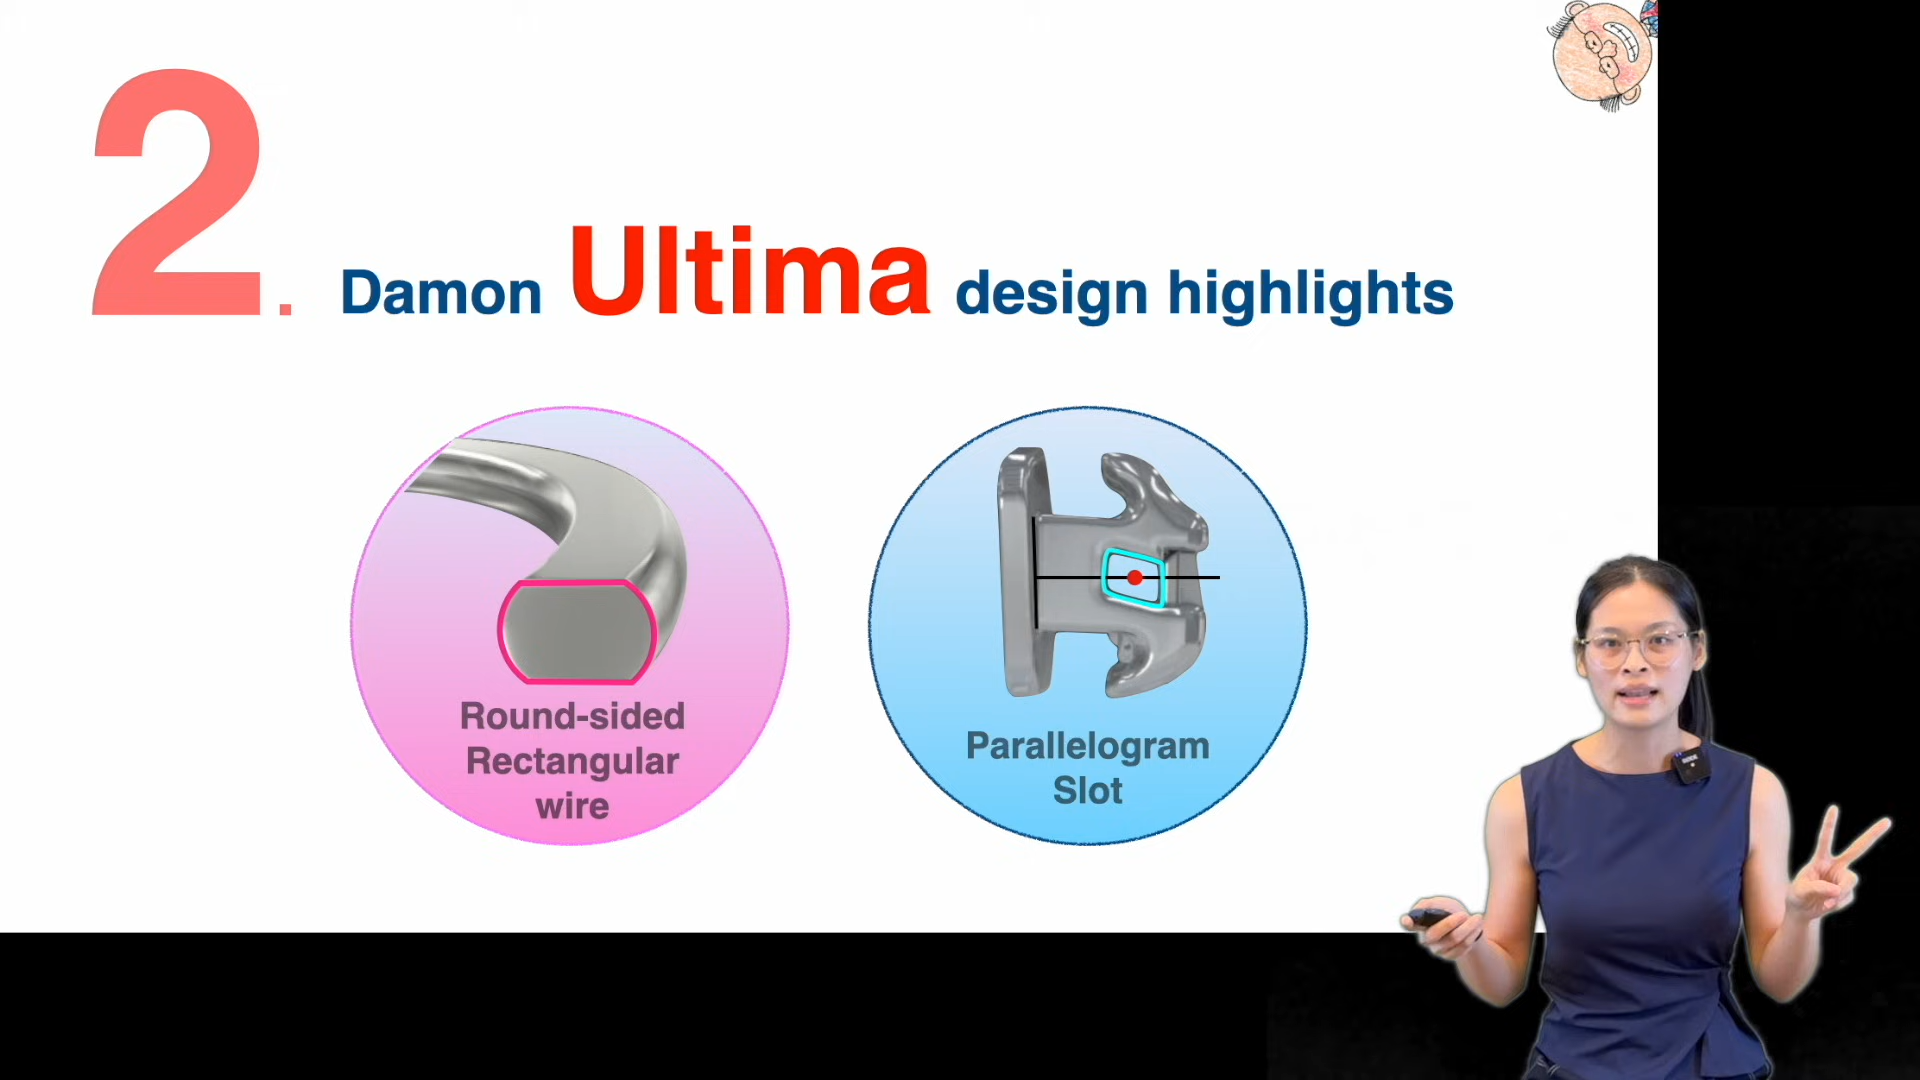 2.
Damon Ultima design highlights
Round-sided
Rectangular
wire
Parallelogram
Slot